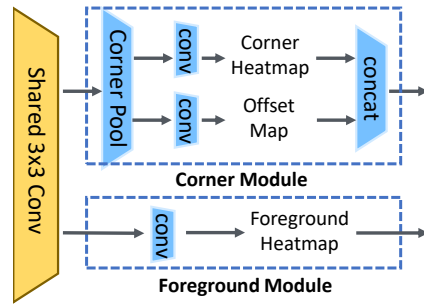 Shared 3x3 Conv
Corner Pool
conv
Corner
Heatmap
conv
Offset
Map
concat
Corner Module
conv
Foreground
Heatmap
Foreground Module